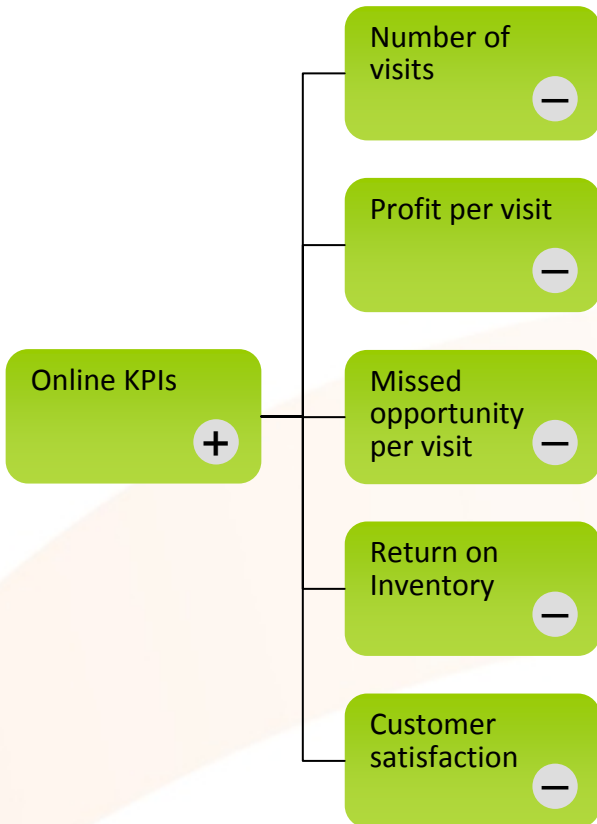 Number of
visits
Profit per visit
Online KPIs
Missed
opportunity
per visit
Return on
Inventory
Customer
satisfaction